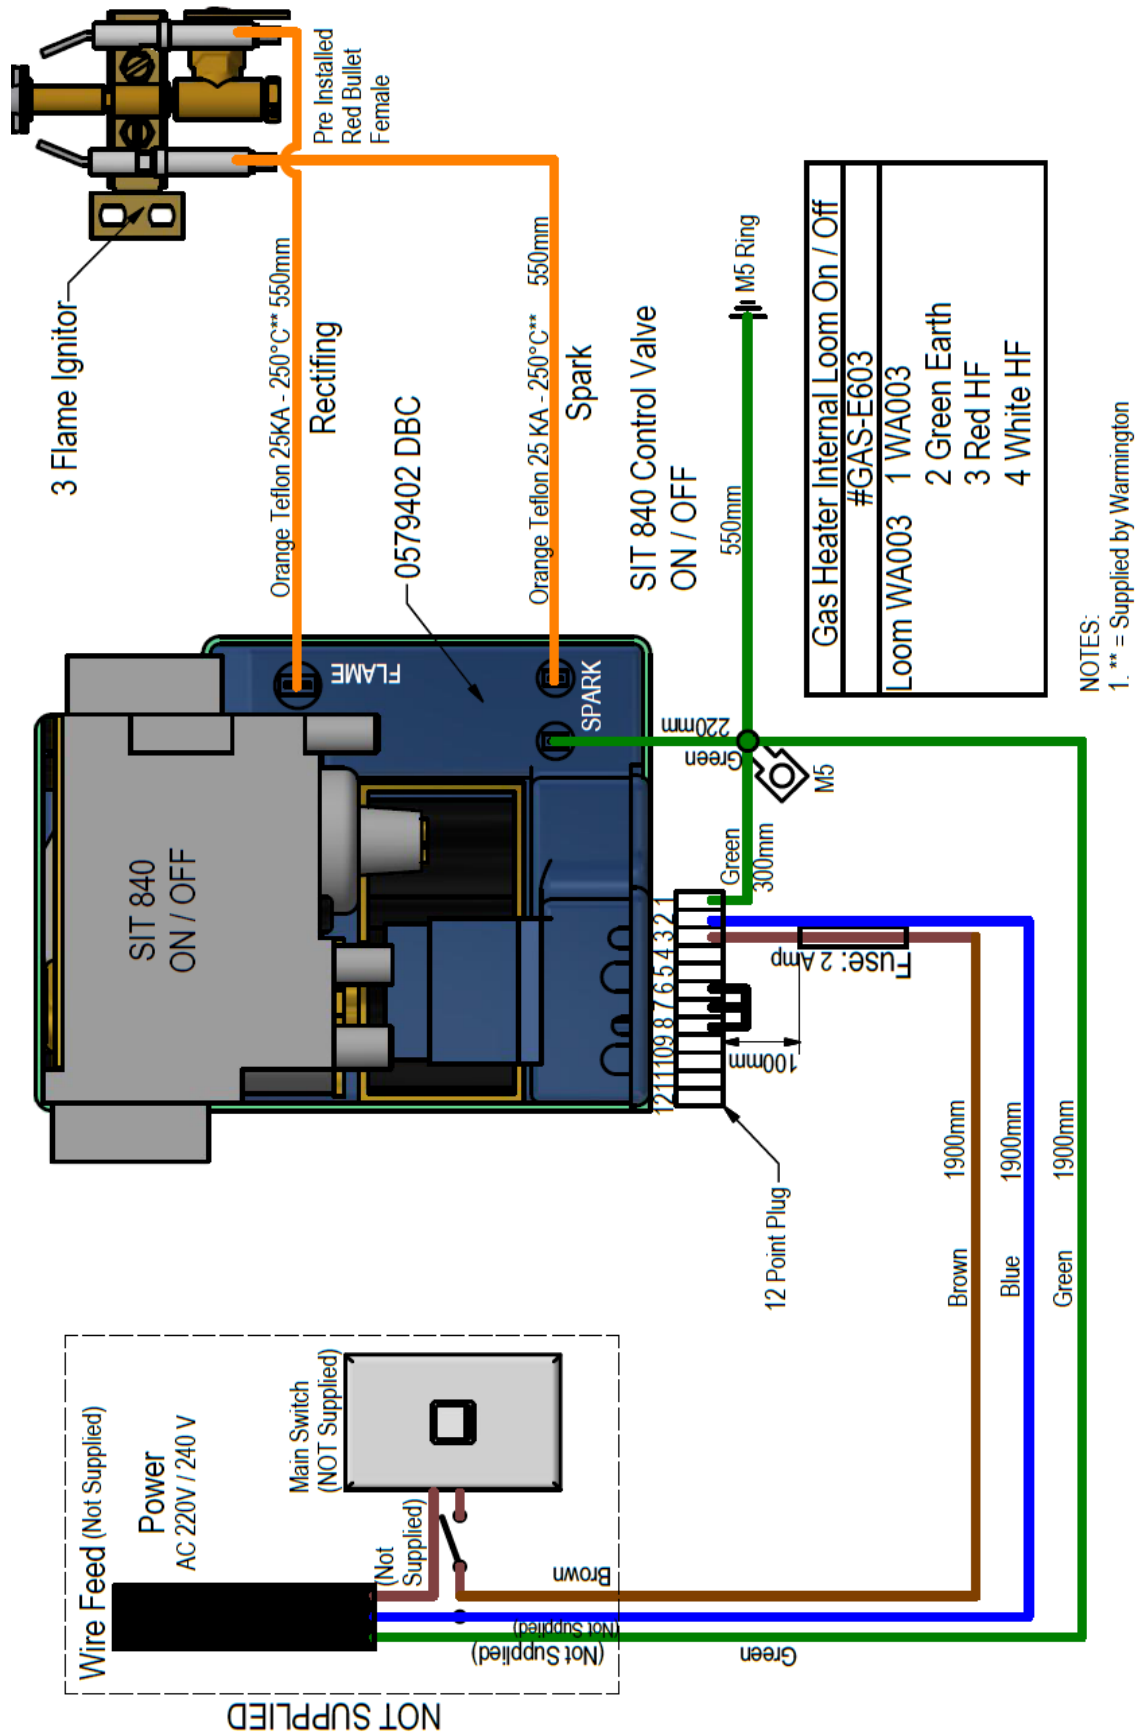 3 Flame Ignitor
Pre Installed
Red Bullet
Female
Orange Teflon 25KA - 250°C** 550mm
Rectifing
0579402 DBC
Orange Teflon 25 KA - 250°C** 550mm
Spark
SIT 840 Control Valve
ON / OFF
550mm
M5 Ring
Gas Heater Internal Loom On / Off
#GAS-E603
Loom WA003 1 WA003
2 Green Earth
3 Red HF
4 White HF
NOTES:
1. ** = Supplied by Warmington
SIT 840
ON / OFF
FLAME
SPARK
Green
220mm
M5
Green
300mm
1 2 3 4 5 6 7 8 9 10 11 12
Fuse: 2 Amp
100mm
12 Point Plug
Brown 1900mm
Blue 1900mm
Green 1900mm
Wire Feed (Not Supplied)
Power
AC 220V / 240 V
Main Switch
(NOT Supplied)
(Not
Supplied)
Brown
(Not Supplied)
(Not Supplied)
Green
NOT SUPPLIED